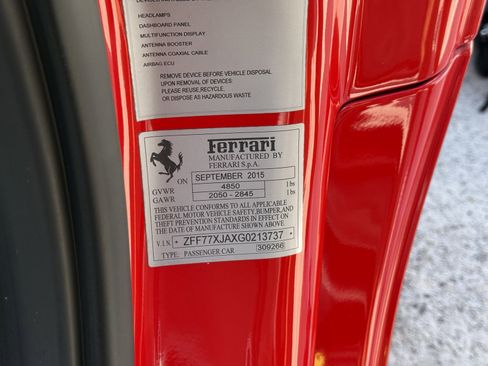 HEADLAMPS
DASHBOARD PANEL
MULTIFUNCTION DISPLAY
ANTENNA BOOSTER
ANTENNA COAXIAL CABLE
AIRBAG ECU
REMOVE DEVICE BEFORE VEHICLE DISPOSAL
UPON REMOVAL OF DEVICES:
PLEASE REUSE,RECYCLE
OR DISPOSE AS HAZARDOUS WASTE
Ferrari
MANUFACTURED BY
FERRARI S.p.A.
ON SEPTEMBER 2015
GVWR 4850 lbs
GAWR 2050 - 2845 lbs
THIS VEHICLE CONFORMS TO ALL APPLICABLE
FEDERAL MOTOR VEHICLE SAFETY,BUMPER,AND
THEFT PREVENTION STANDARDS IN EFFECT ON
THE DATE OF MANUFACTURE SHOWN ABOVE
V.I.N. * ZFF77XJAXG0213737 *
TYPE: PASSENGER CAR 309266